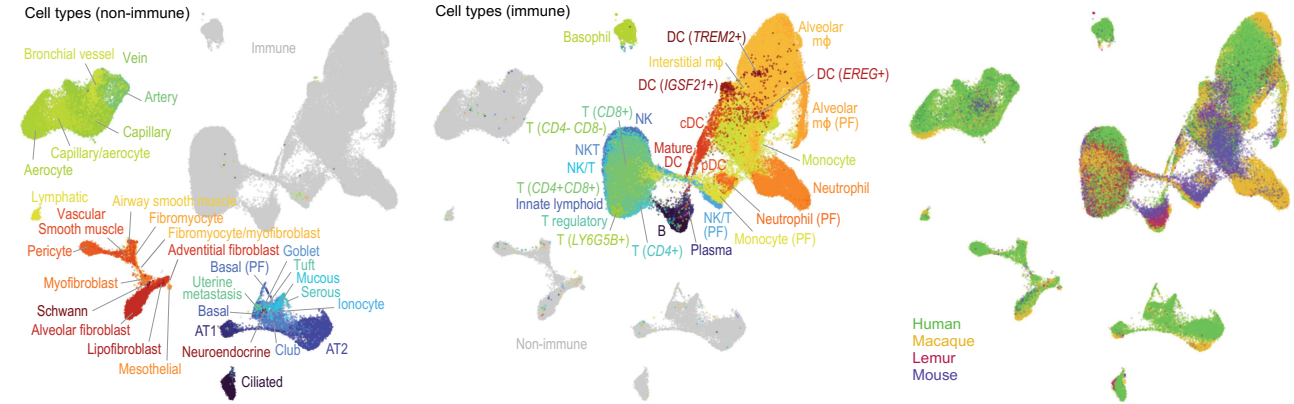 Cell types (non-immune)
Immune
Bronchial vessel
Vein
Artery
Capillary
Capillary/aerocyte
Aerocyte
Lymphatic
Airway smooth muscle
Vascular
Smooth muscle
Fibromyocyte
Fibromyocyte/myofibroblast
Pericyte
Adventitial fibroblast
Goblet
Basal (PF)
Tuft
Myofibroblast
Uterine
metastasis
Mucous
Serous
Schwann
Basal
Ionocyte
Alveolar fibroblast
AT1
Lipofibroblast
Neuroendocrine
Club
AT2
Mesothelial
Ciliated
Cell types (immune)
Basophil
DC (TREM2+)
Alveolar
mϕ
Interstitial mϕ
DC (IGSF21+)
DC (EREG+)
T (CD8+)
NK
T (CD4- CD8-)
cDC
Alveolar
mϕ (PF)
NKT
Mature
DC
pDC
Monocyte
NK/T
T (CD4+CD8+)
Neutrophil
Innate lymphoid
T regulatory
NK/T
(PF)
Neutrophil (PF)
B
T (LY6G5B+)
Monocyte (PF)
T (CD4+)
Plasma
Non-immune
Human
Macaque
Lemur
Mouse